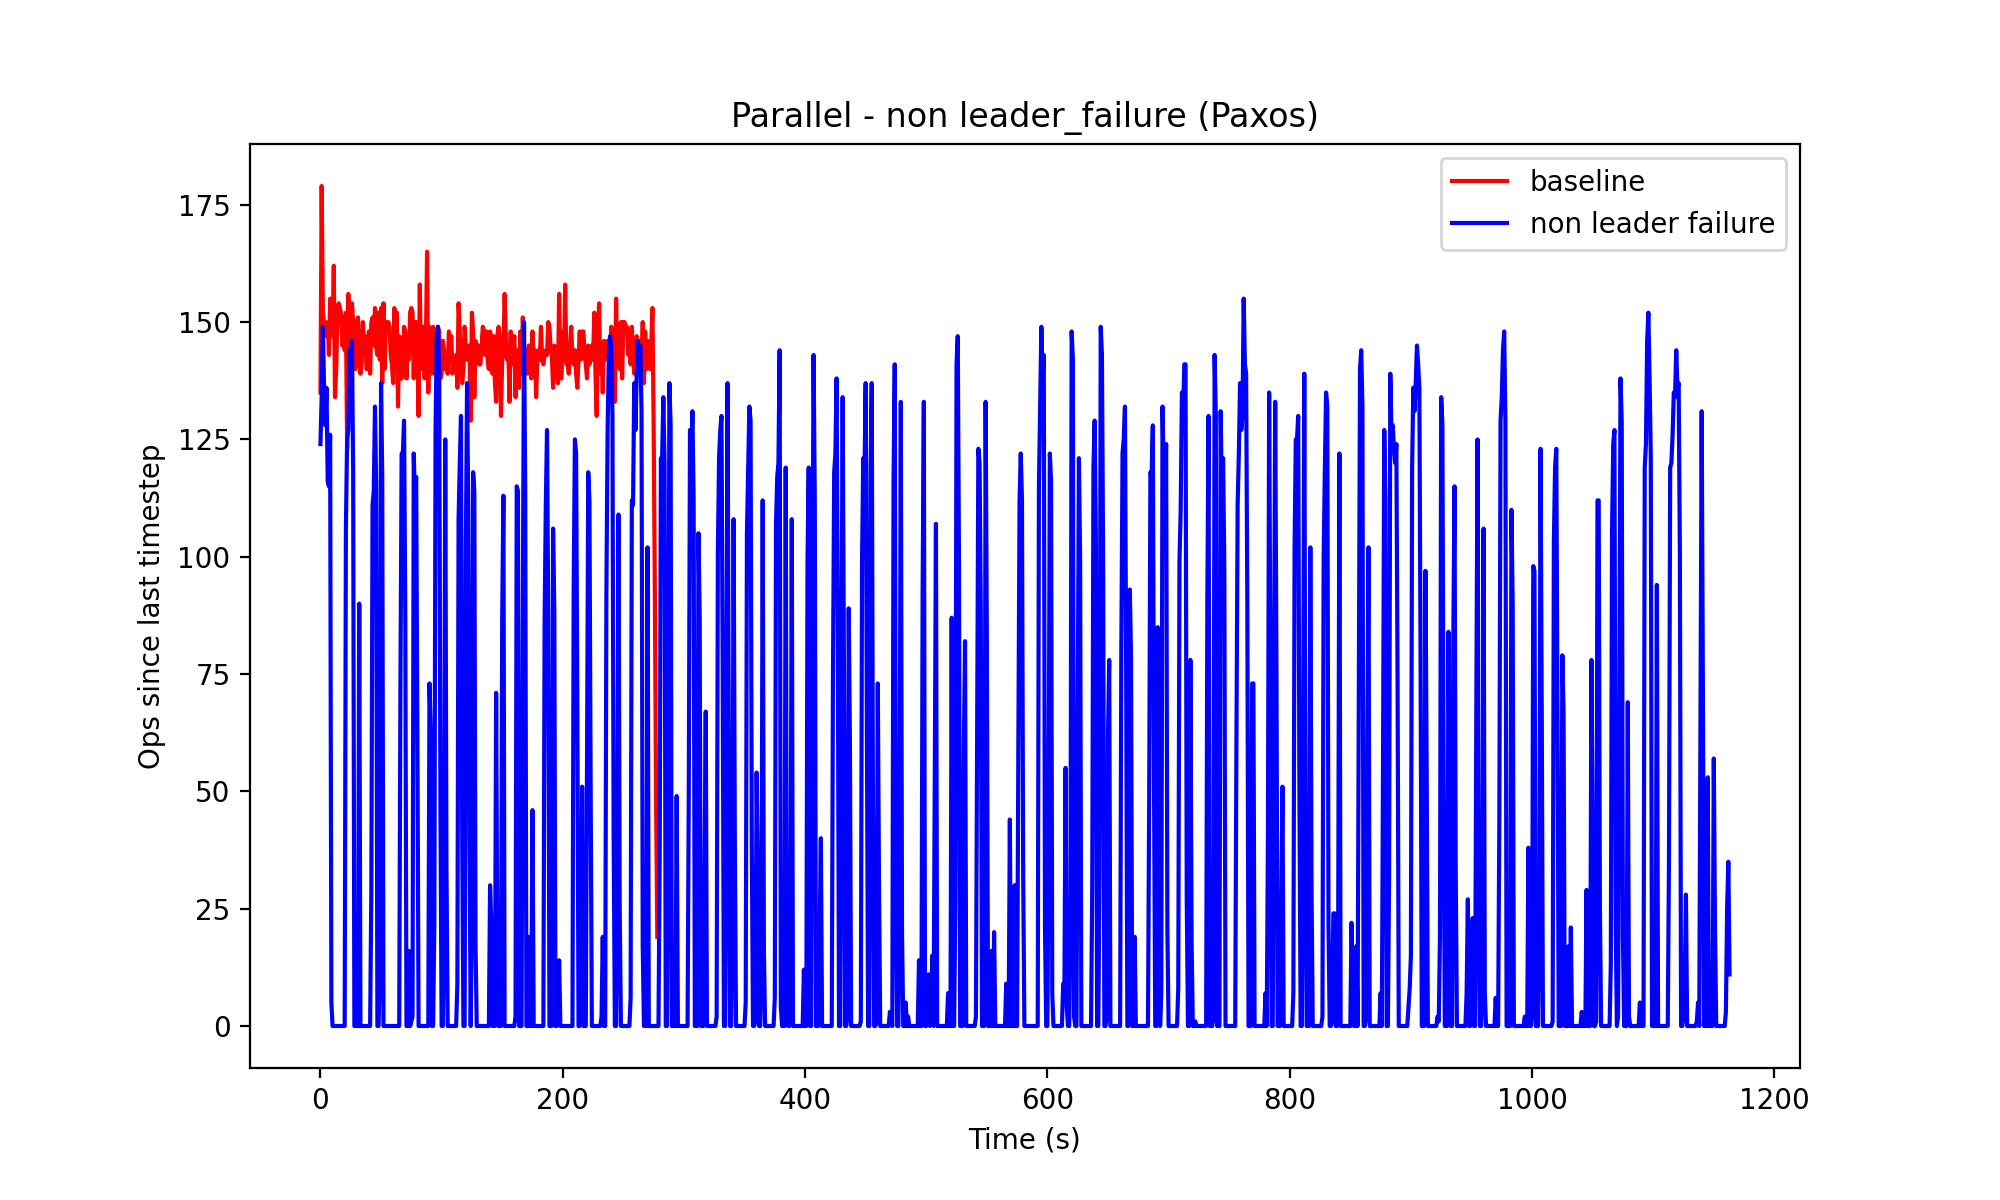 Parallel - non leader_failure (Paxos)
baseline
non leader failure
175
150
125
100
75
50
25
0
Ops since last timestep
0 200 400 600 800 1000 1200
Time (s)